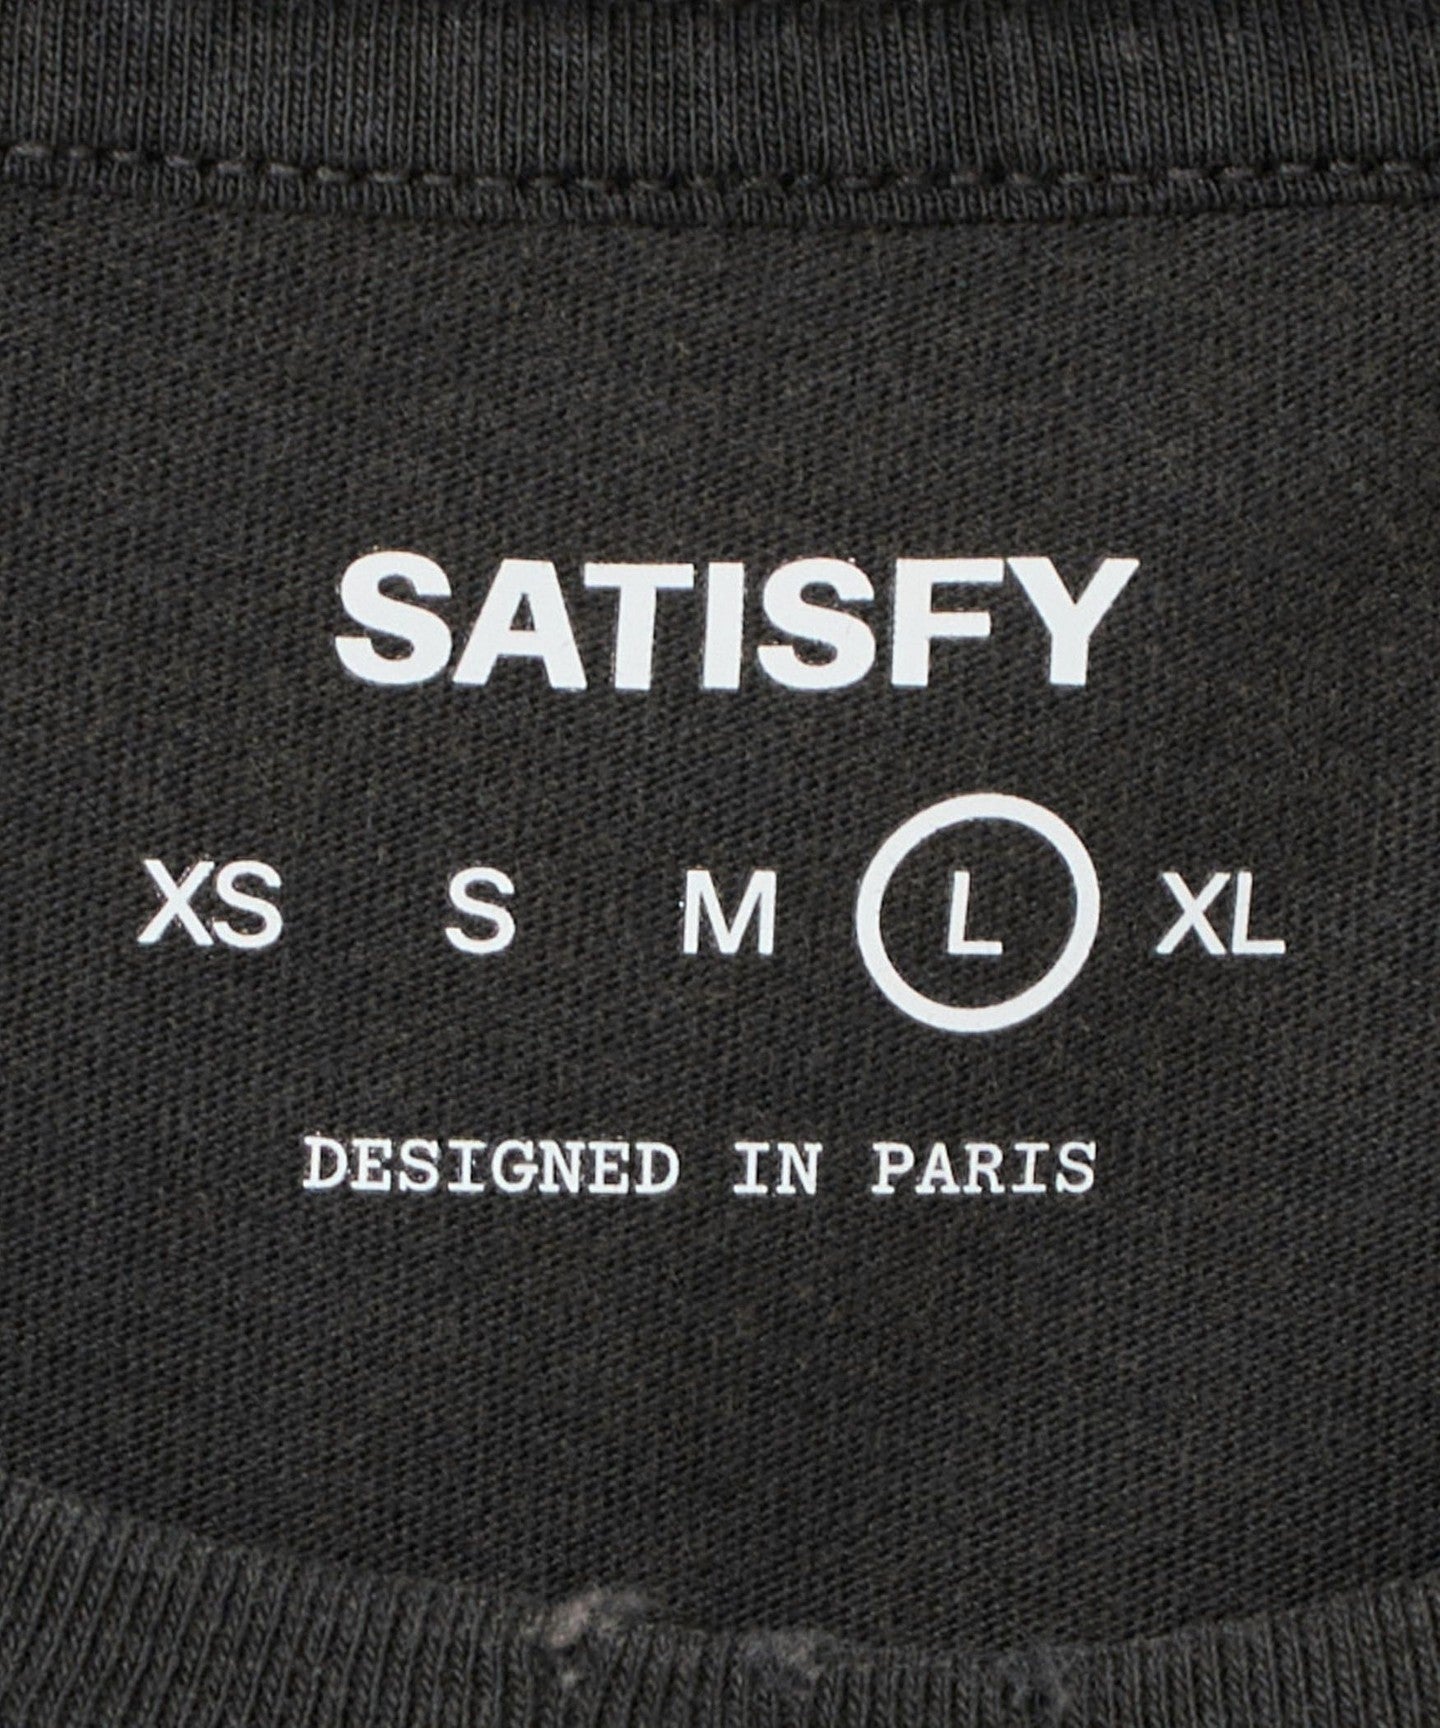 SATISFY
XS S M L XL
DESIGNED IN PARIS